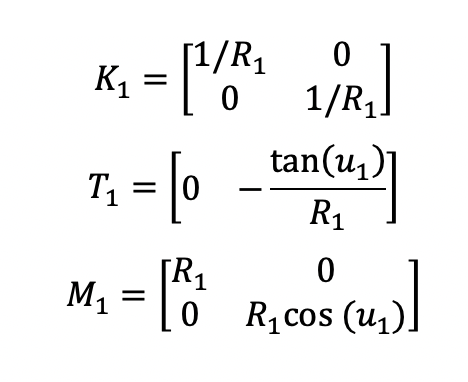 K₁ = [1/R₁ 0
0 1/R₁]
T₁ = [0 − tan(u₁)/R₁]
M₁ = [R₁ 0
0 R₁cos (u₁)]